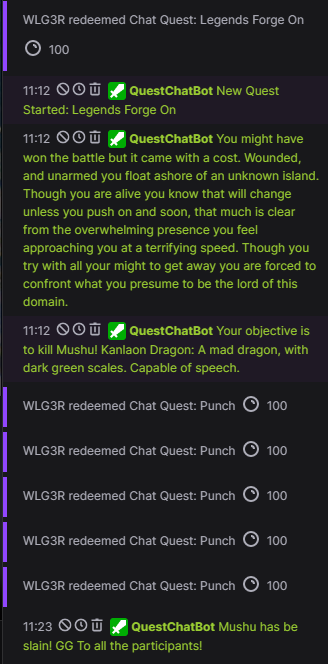 WLG3R redeemed Chat Quest: Legends Forge On
100
11:12 QuestChatBot New Quest
Started: Legends Forge On
11:12 QuestChatBot You might have
won the battle but it came with a cost. Wounded,
and unarmed you float ashore of an unknown island.
Though you are alive you know that will change
unless you push on and soon, that much is clear
from the overwhelming presence you feel
approaching you at a terrifying speed. Though you
try with all your might to get away you are forced to
confront what you presume to be the lord of this
domain.
11:12 QuestChatBot Your objective is
to kill Mushu! Kanlaon Dragon: A mad dragon, with
dark green scales. Capable of speech.
WLG3R redeemed Chat Quest: Punch 100
WLG3R redeemed Chat Quest: Punch 100
WLG3R redeemed Chat Quest: Punch 100
WLG3R redeemed Chat Quest: Punch 100
WLG3R redeemed Chat Quest: Punch 100
11:23 QuestChatBot Mushu has be
slain! GG To all the participants!